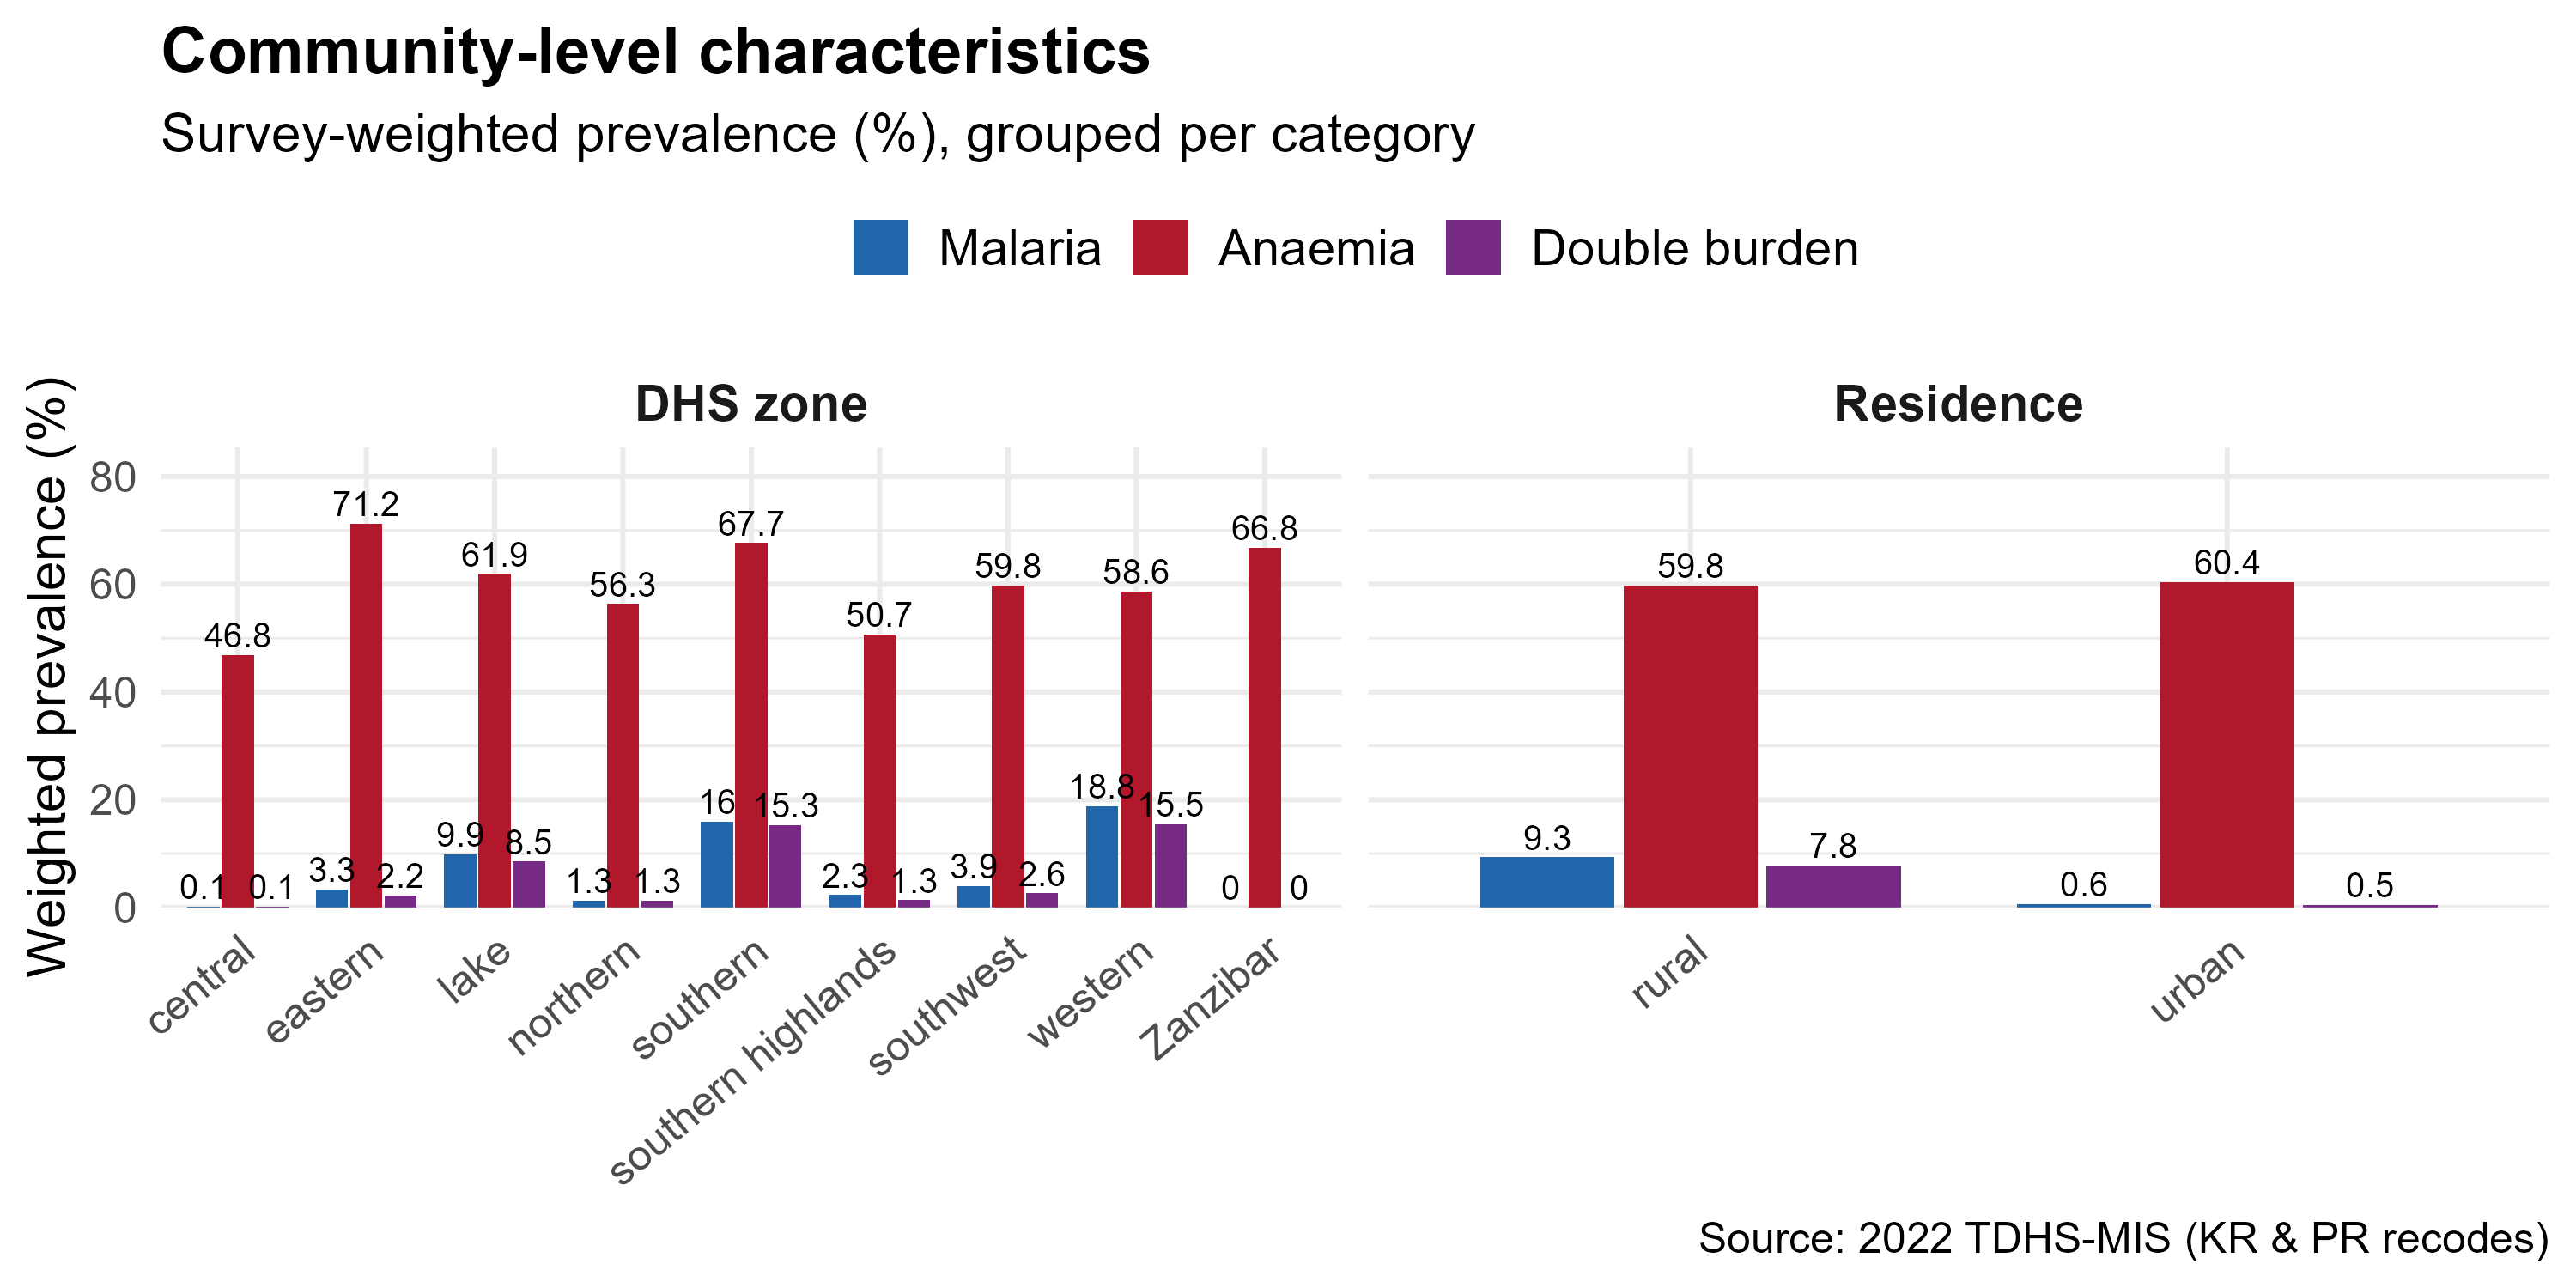 Community-level characteristics
Survey-weighted prevalence (%), grouped per category
Malaria Anaemia Double burden
DHS zone
Weighted prevalence (%)
80
60
40
20
0
0.1 46.8 0.1
3.3 71.2 2.2
9.9 61.9 8.5
1.3 56.3 1.3
16 67.7 15.3
2.3 50.7 1.3
3.9 59.8 2.6
18.8 58.6 15.5
0 66.8 0
central
eastern
lake
northern
southern
southern highlands
southwest
western
Zanzibar
Residence
9.3 59.8 7.8
0.6 60.4 0.5
rural
urban
Source: 2022 TDHS-MIS (KR & PR recodes)